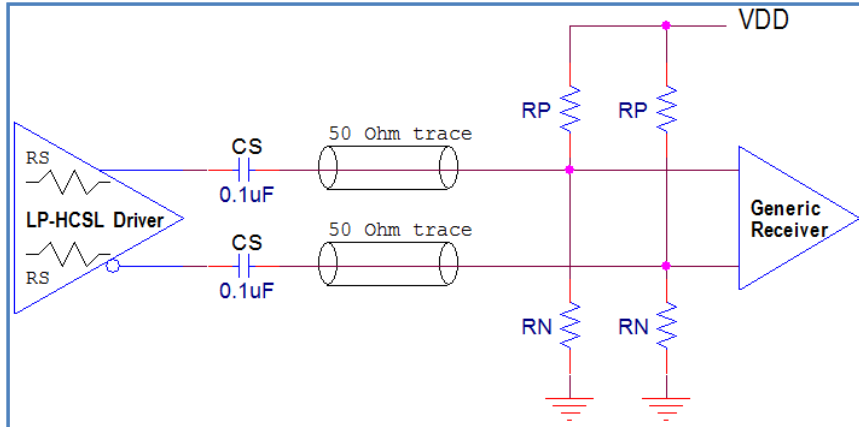 VDD
RP
RP
50 Ohm trace
CS
0.1uF
RS
LP-HCSL Driver
RS
50 Ohm trace
CS
0.1uF
Generic
Receiver
RN
RN